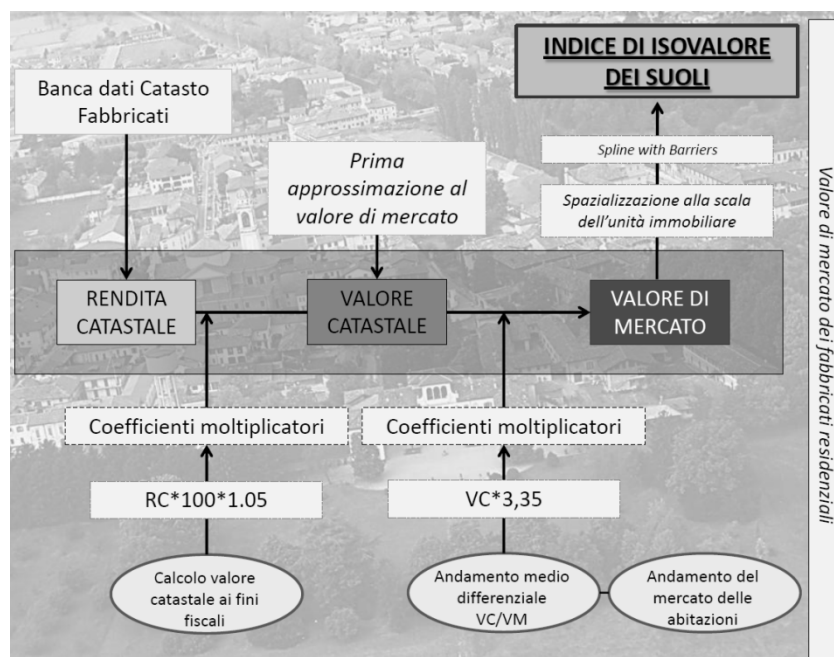 INDICE DI ISOVALORE
DEI SUOLI
Banca dati Catasto
Fabbricati
Spline with Barriers
Prima
approssimazione al
valore di mercato
Spazializzazione alla scala
dell'unità immobiliare
RENDITA
CATASTALE
VALORE
CATASTALE
VALORE DI
MERCATO
Coefficienti moltiplicatori
Coefficienti moltiplicatori
RC*100*1.05
VC*3,35
Calcolo valore
catastale ai fini
fiscali
Andamento medio
differenziale
VC/VM
Andamento del
mercato delle
abitazioni
Valore di mercato dei fabbricati residenziali